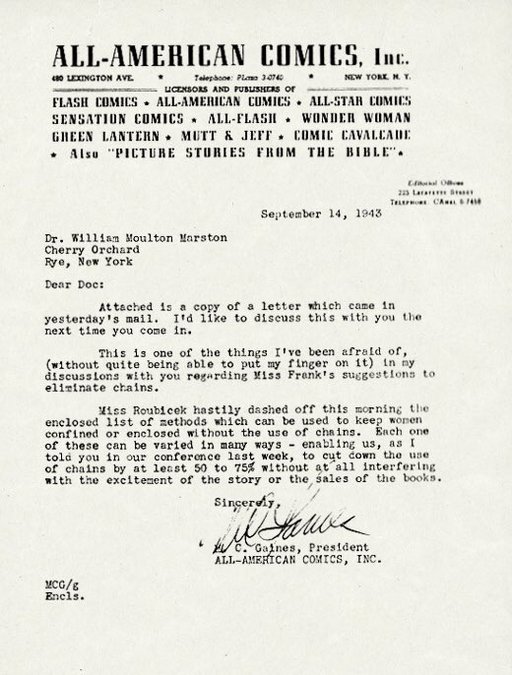 ALL-AMERICAN COMICS, Inc.
480 LEXINGTON AVE. ★ Telephone: PLaza 3-0740 ★ NEW YORK, N. Y.
LICENSORS AND PUBLISHERS OF
FLASH COMICS ★ ALL-AMERICAN COMICS ★ ALL-STAR COMICS
SENSATION COMICS ★ ALL-FLASH ★ WONDER WOMAN
GREEN LANTERN ★ MUTT & JEFF ★ COMIC CAVALCADE
★ Also "PICTURE STORIES FROM THE BIBLE" ★
Editorial Offices
225 LAFAYETTE STREET
TELEPHONE: CANAL 6-7468
September 14, 1943
Dr. William Moulton Marston
Cherry Orchard
Rye, New York
Dear Doc:
Attached is a copy of a letter which came in
yesterday's mail. I'd like to discuss this with you the
next time you come in.
This is one of the things I've been afraid of,
(without quite being able to put my finger on it) in my
discussions with you regarding Miss Frank's suggestions to
eliminate chains.
Miss Roubicek hastily dashed off this morning the
enclosed list of methods which can be used to keep women
confined or enclosed without the use of chains. Each one
of these can be varied in many ways - enabling us, as I
told you in our conference last week, to cut down the use
of chains by at least 50 to 75% without at all interfering
with the excitement of the story or the sales of the books.
Sincerely,
C. Gaines, President
ALL-AMERICAN COMICS, INC.
MCG/g
Encls.